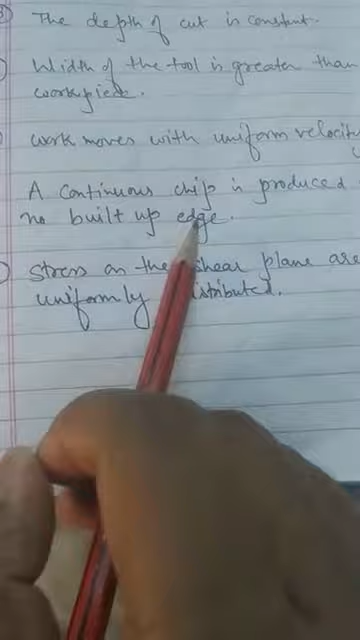 The depth of cut is constant.
Width of the tool is greater than
workpiece.
work moves with uniform velocity
A continuous chip is produced
no built up edge.
Stress on the shear plane are
uniformly distributed.